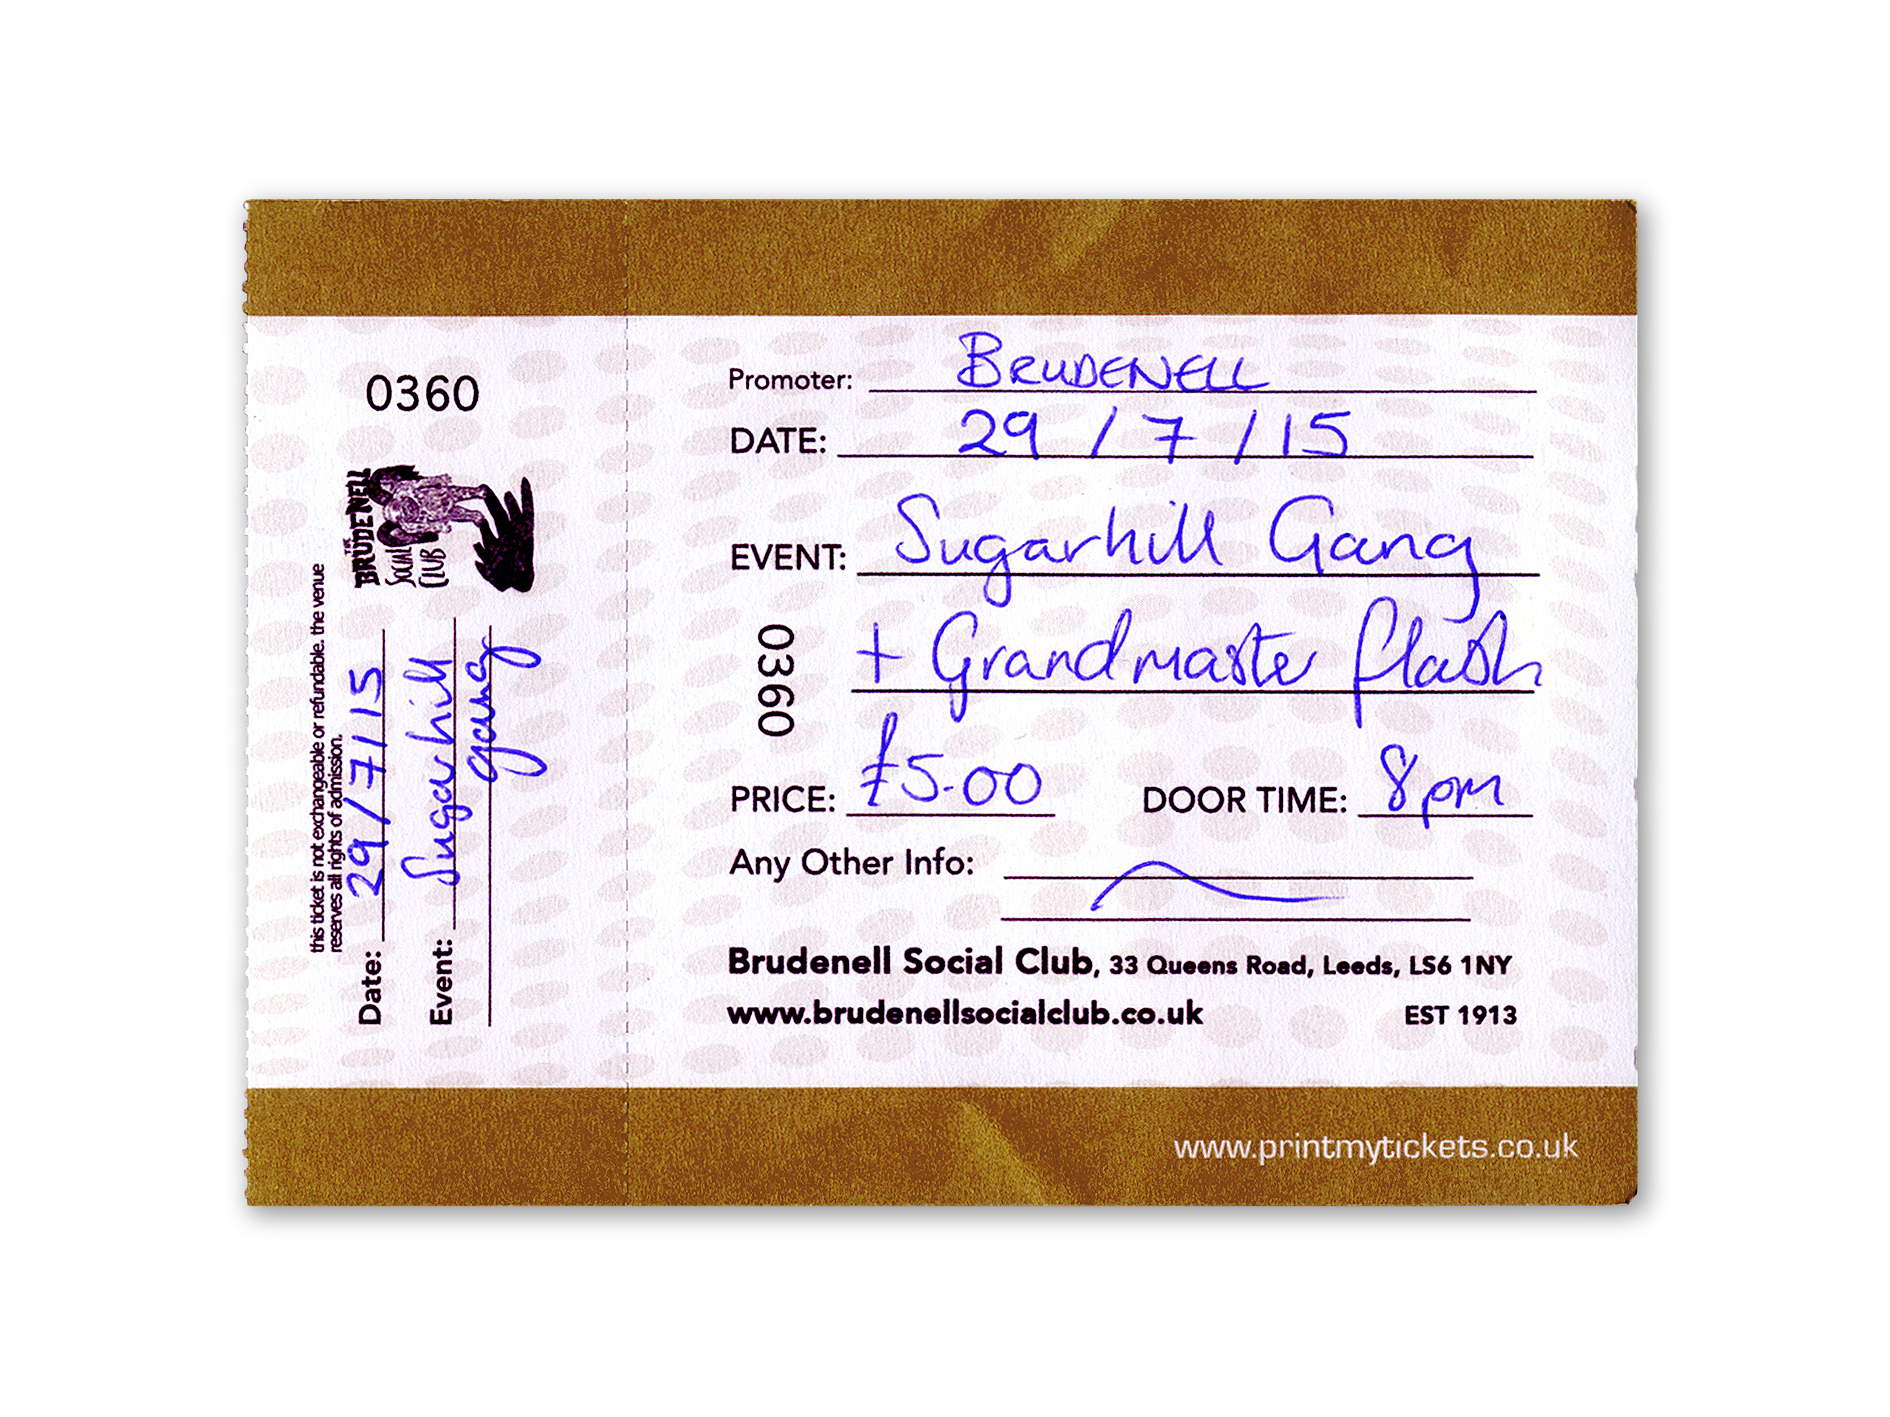 0360
THE
BRUDENELL
SOCIAL
CLUB
this ticket is not exchangeable or refundable. the venue
reserves all rights of admission.
Date: 29/7/15
Event: Sugarhill
gang
Promoter: BRUDENELL
DATE: 29/7/15
EVENT: Sugarhill Gang
+ Grandmaster flash
0360
PRICE: £5.00 DOOR TIME: 8pm
Any Other Info:
Brudenell Social Club, 33 Queens Road, Leeds, LS6 1NY
www.brudenellsocialclub.co.uk EST 1913
www.printmytickets.co.uk